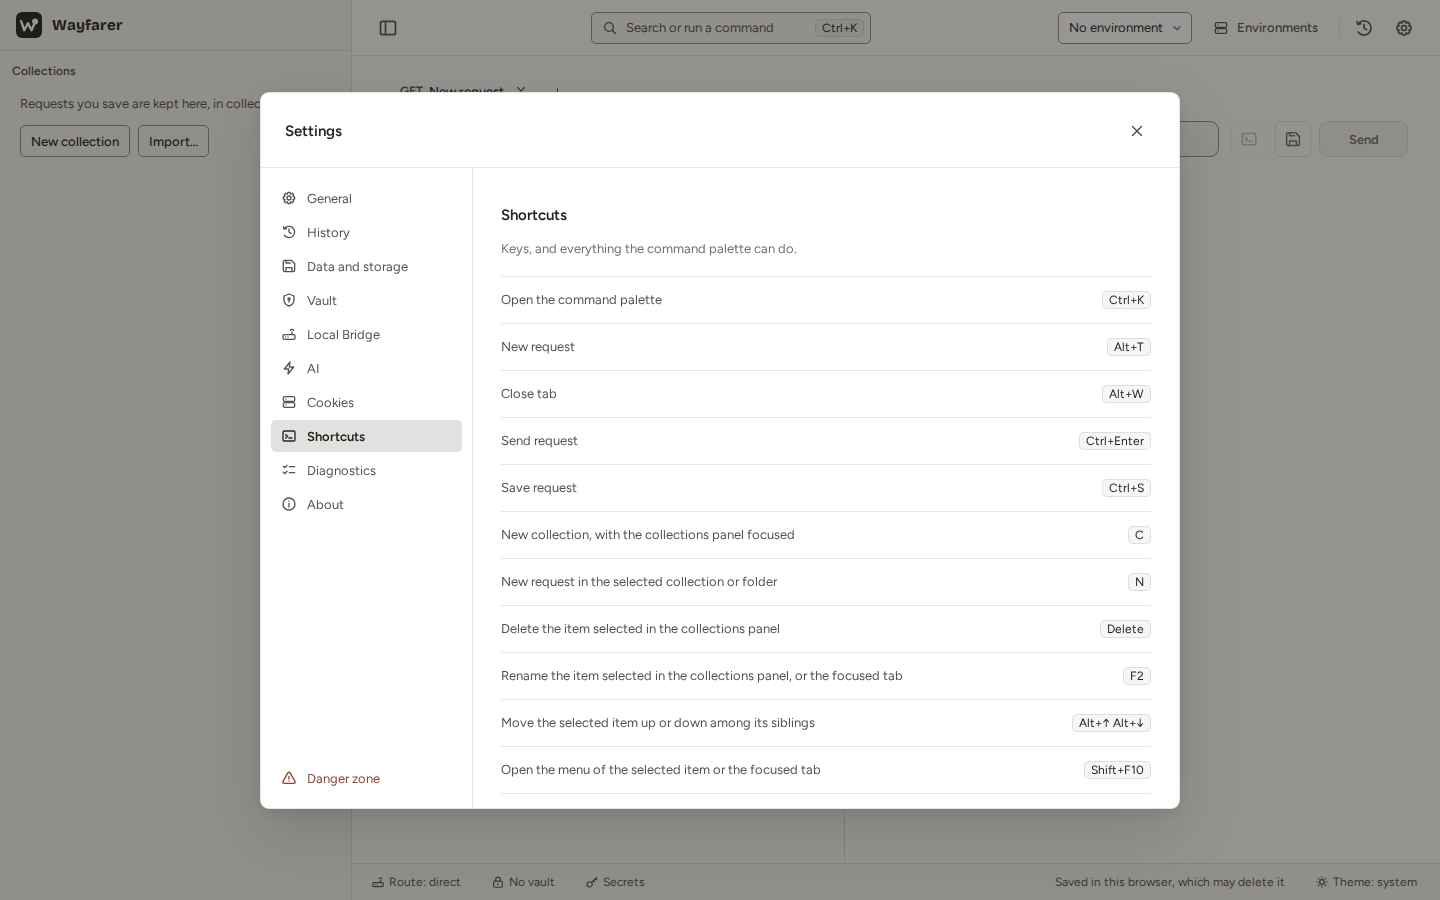 Wayfarer
Search or run a command
Ctrl+K
No environment
Environments
Collections
Requests you save are kept here, in collec
New collection
Import...
GET New request
Send
Settings
General
History
Data and storage
Vault
Local Bridge
AI
Cookies
Shortcuts
Diagnostics
About
Danger zone
Shortcuts
Keys, and everything the command palette can do.
Open the command palette
Ctrl+K
New request
Alt+T
Close tab
Alt+W
Send request
Ctrl+Enter
Save request
Ctrl+S
New collection, with the collections panel focused
C
New request in the selected collection or folder
N
Delete the item selected in the collections panel
Delete
Rename the item selected in the collections panel, or the focused tab
F2
Move the selected item up or down among its siblings
Alt+↑ Alt+↓
Open the menu of the selected item or the focused tab
Shift+F10
Route: direct
No vault
Secrets
Saved in this browser, which may delete it
Theme: system